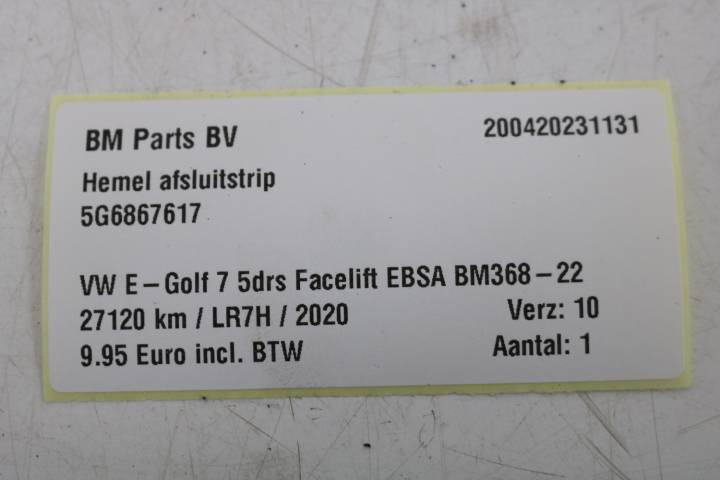 BM Parts BV 200420231131
Hemel afsluitstrip
5G6867617
VW E-Golf 7 5drs Facelift EBSA BM368-22
27120 km / LR7H / 2020 Verz: 10
9.95 Euro incl. BTW Aantal: 1